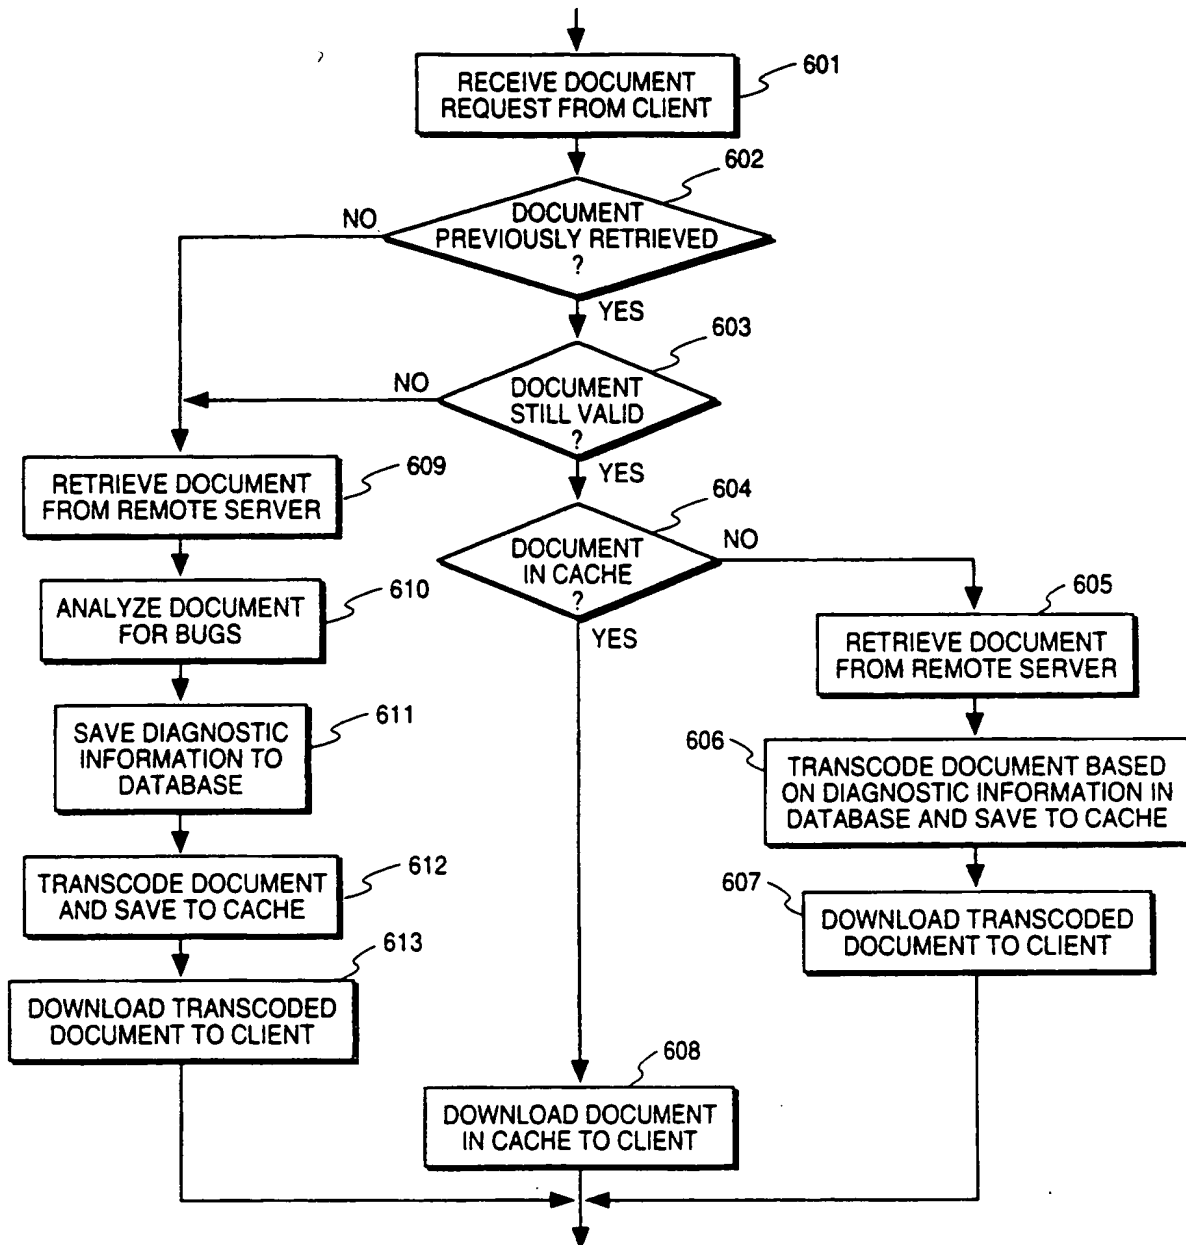 RECEIVE DOCUMENT
REQUEST FROM CLIENT
601
602
DOCUMENT
PREVIOUSLY RETRIEVED
?
NO
YES
603
DOCUMENT
STILL VALID
?
NO
YES
604
DOCUMENT
IN CACHE
?
NO
YES
609
RETRIEVE DOCUMENT
FROM REMOTE SERVER
610
ANALYZE DOCUMENT
FOR BUGS
611
SAVE DIAGNOSTIC
INFORMATION TO
DATABASE
612
TRANSCODE DOCUMENT
AND SAVE TO CACHE
613
DOWNLOAD TRANSCODED
DOCUMENT TO CLIENT
605
RETRIEVE DOCUMENT
FROM REMOTE SERVER
606
TRANSCODE DOCUMENT BASED
ON DIAGNOSTIC INFORMATION IN
DATABASE AND SAVE TO CACHE
607
DOWNLOAD TRANSCODED
DOCUMENT TO CLIENT
608
DOWNLOAD DOCUMENT
IN CACHE TO CLIENT